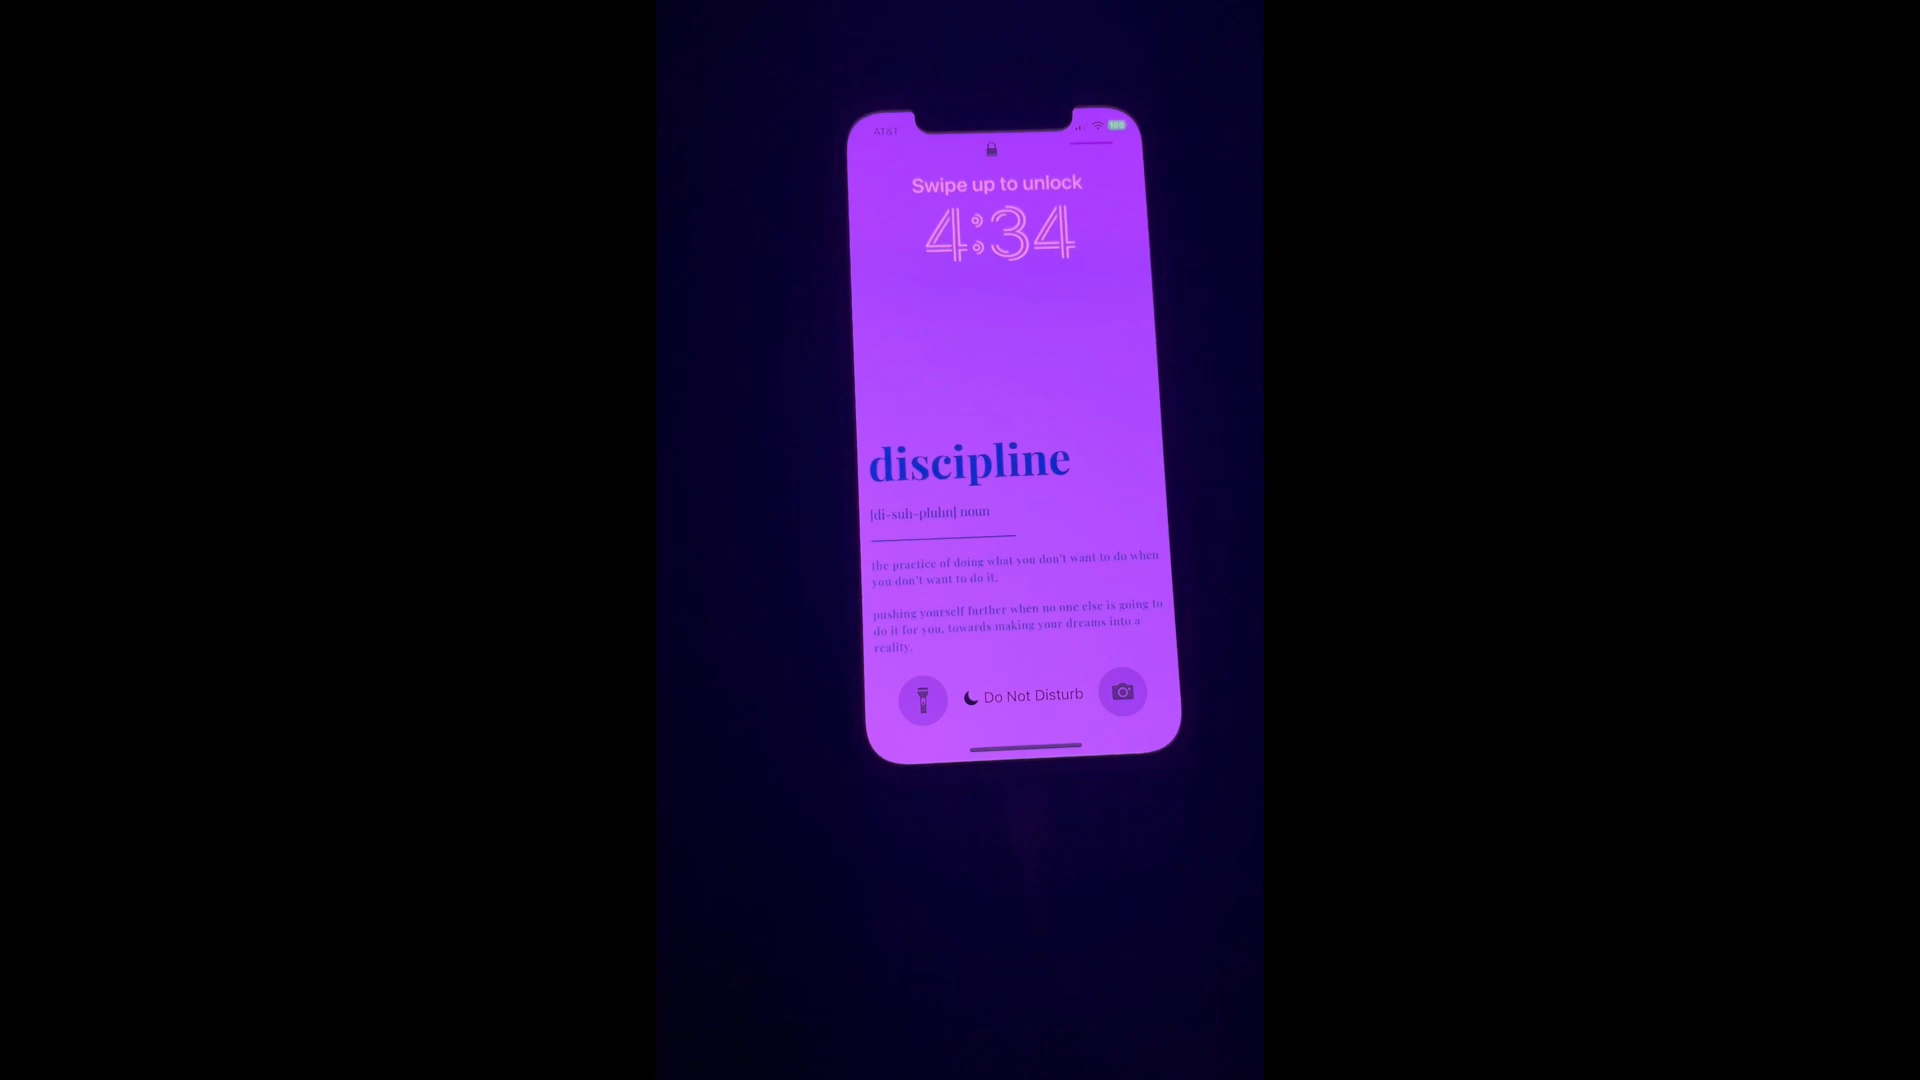 AT&T
100
Swipe up to unlock
4:34
discipline
[di-suh-pluhn] noun
the practice of doing what you don't want to do when
you don't want to do it.
pushing yourself further when no one else is going to
do it for you, towards making your dreams into a
reality.
Do Not Disturb